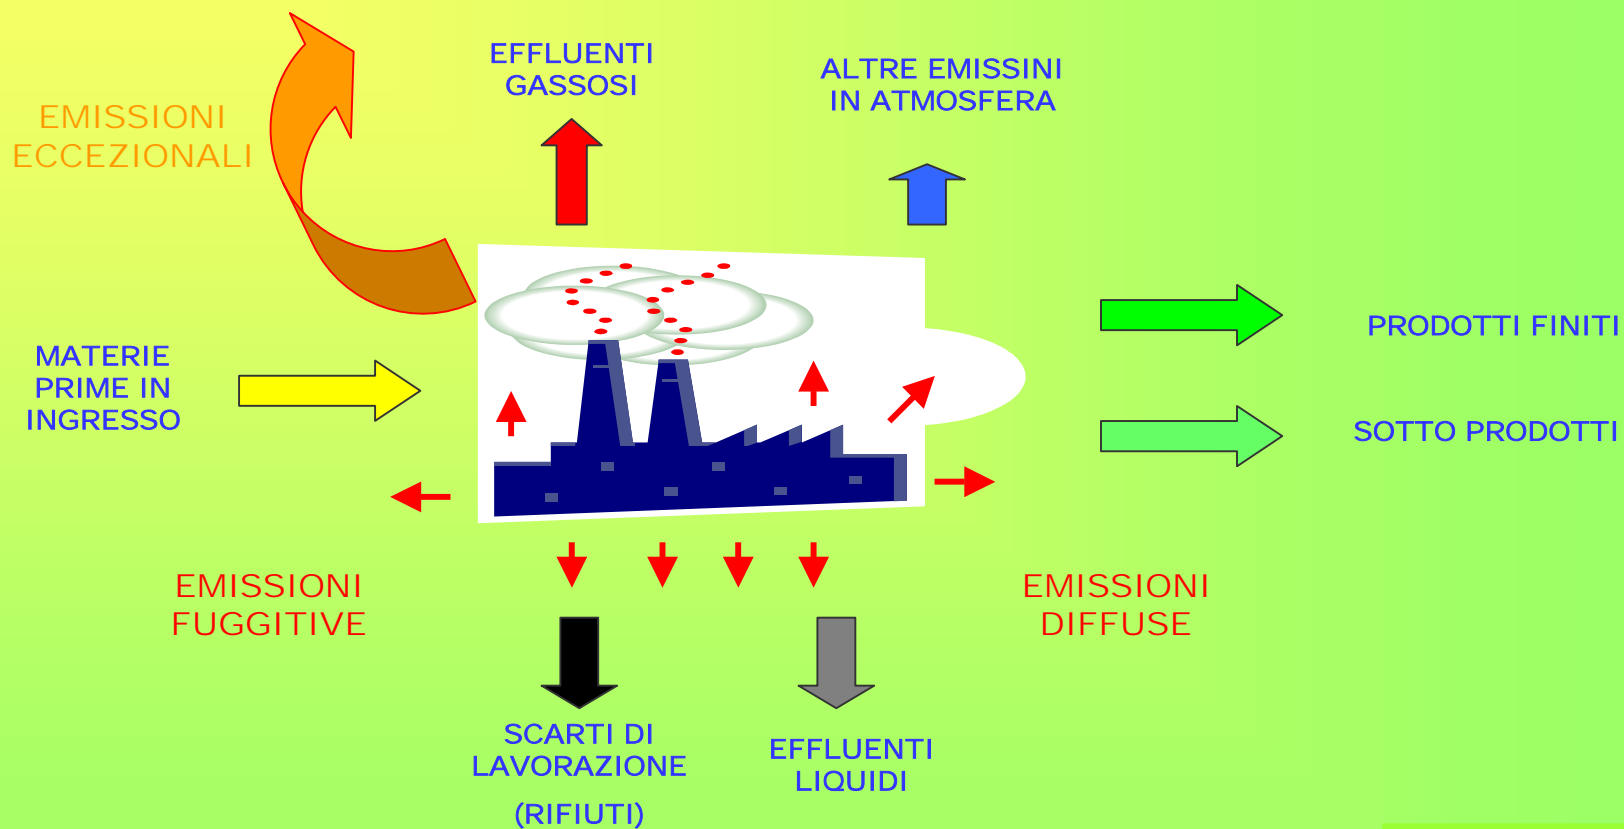 EFFLUENTI
GASSOSI
ALTRE EMISSINI
IN ATMOSFERA
EMISSIONI
ECCEZIONALI
MATERIE
PRIME IN
INGRESSO
PRODOTTI FINITI
SOTTO PRODOTTI
EMISSIONI
FUGGITIVE
EMISSIONI
DIFFUSE
SCARTI DI
LAVORAZIONE
(RIFIUTI)
EFFLUENTI
LIQUIDI